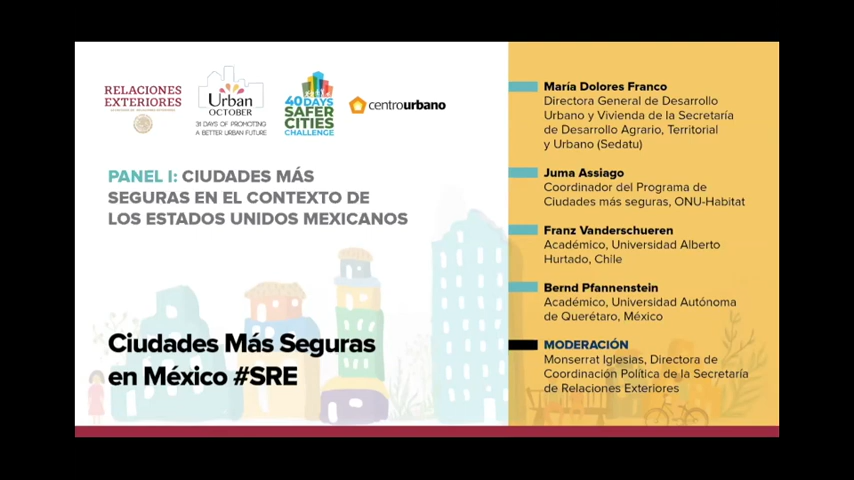 RELACIONES
EXTERIORES
Urban
OCTOBER
31 DAYS OF PROMOTING
A BETTER URBAN FUTURE
40 DAYS
SAFER
CITIES
CHALLENGE
centrourbano
PANEL I: CIUDADES MÁS
SEGURAS EN EL CONTEXTO DE
LOS ESTADOS UNIDOS MEXICANOS
Ciudades Más Seguras
en México #SRE
María Dolores Franco
Directora General de Desarrollo
Urbano y Vivienda de la Secretaría
de Desarrollo Agrario, Territorial
y Urbano (Sedatu)
Juma Assiago
Coordinador del Programa de
Ciudades más seguras, ONU-Habitat
Franz Vanderschueren
Académico, Universidad Alberto
Hurtado, Chile
Bernd Pfannenstein
Académico, Universidad Autónoma
de Querétaro, México
MODERACIÓN
Monserrat Iglesias, Directora de
Coordinación Política de la Secretaría
de Relaciones Exteriores